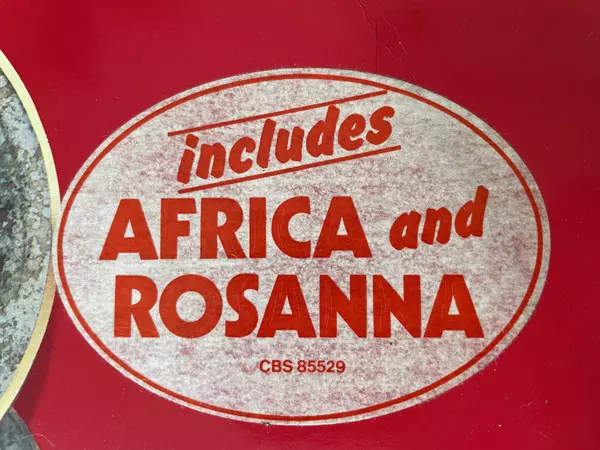 includes
AFRICA and
ROSANNA
CBS 85529